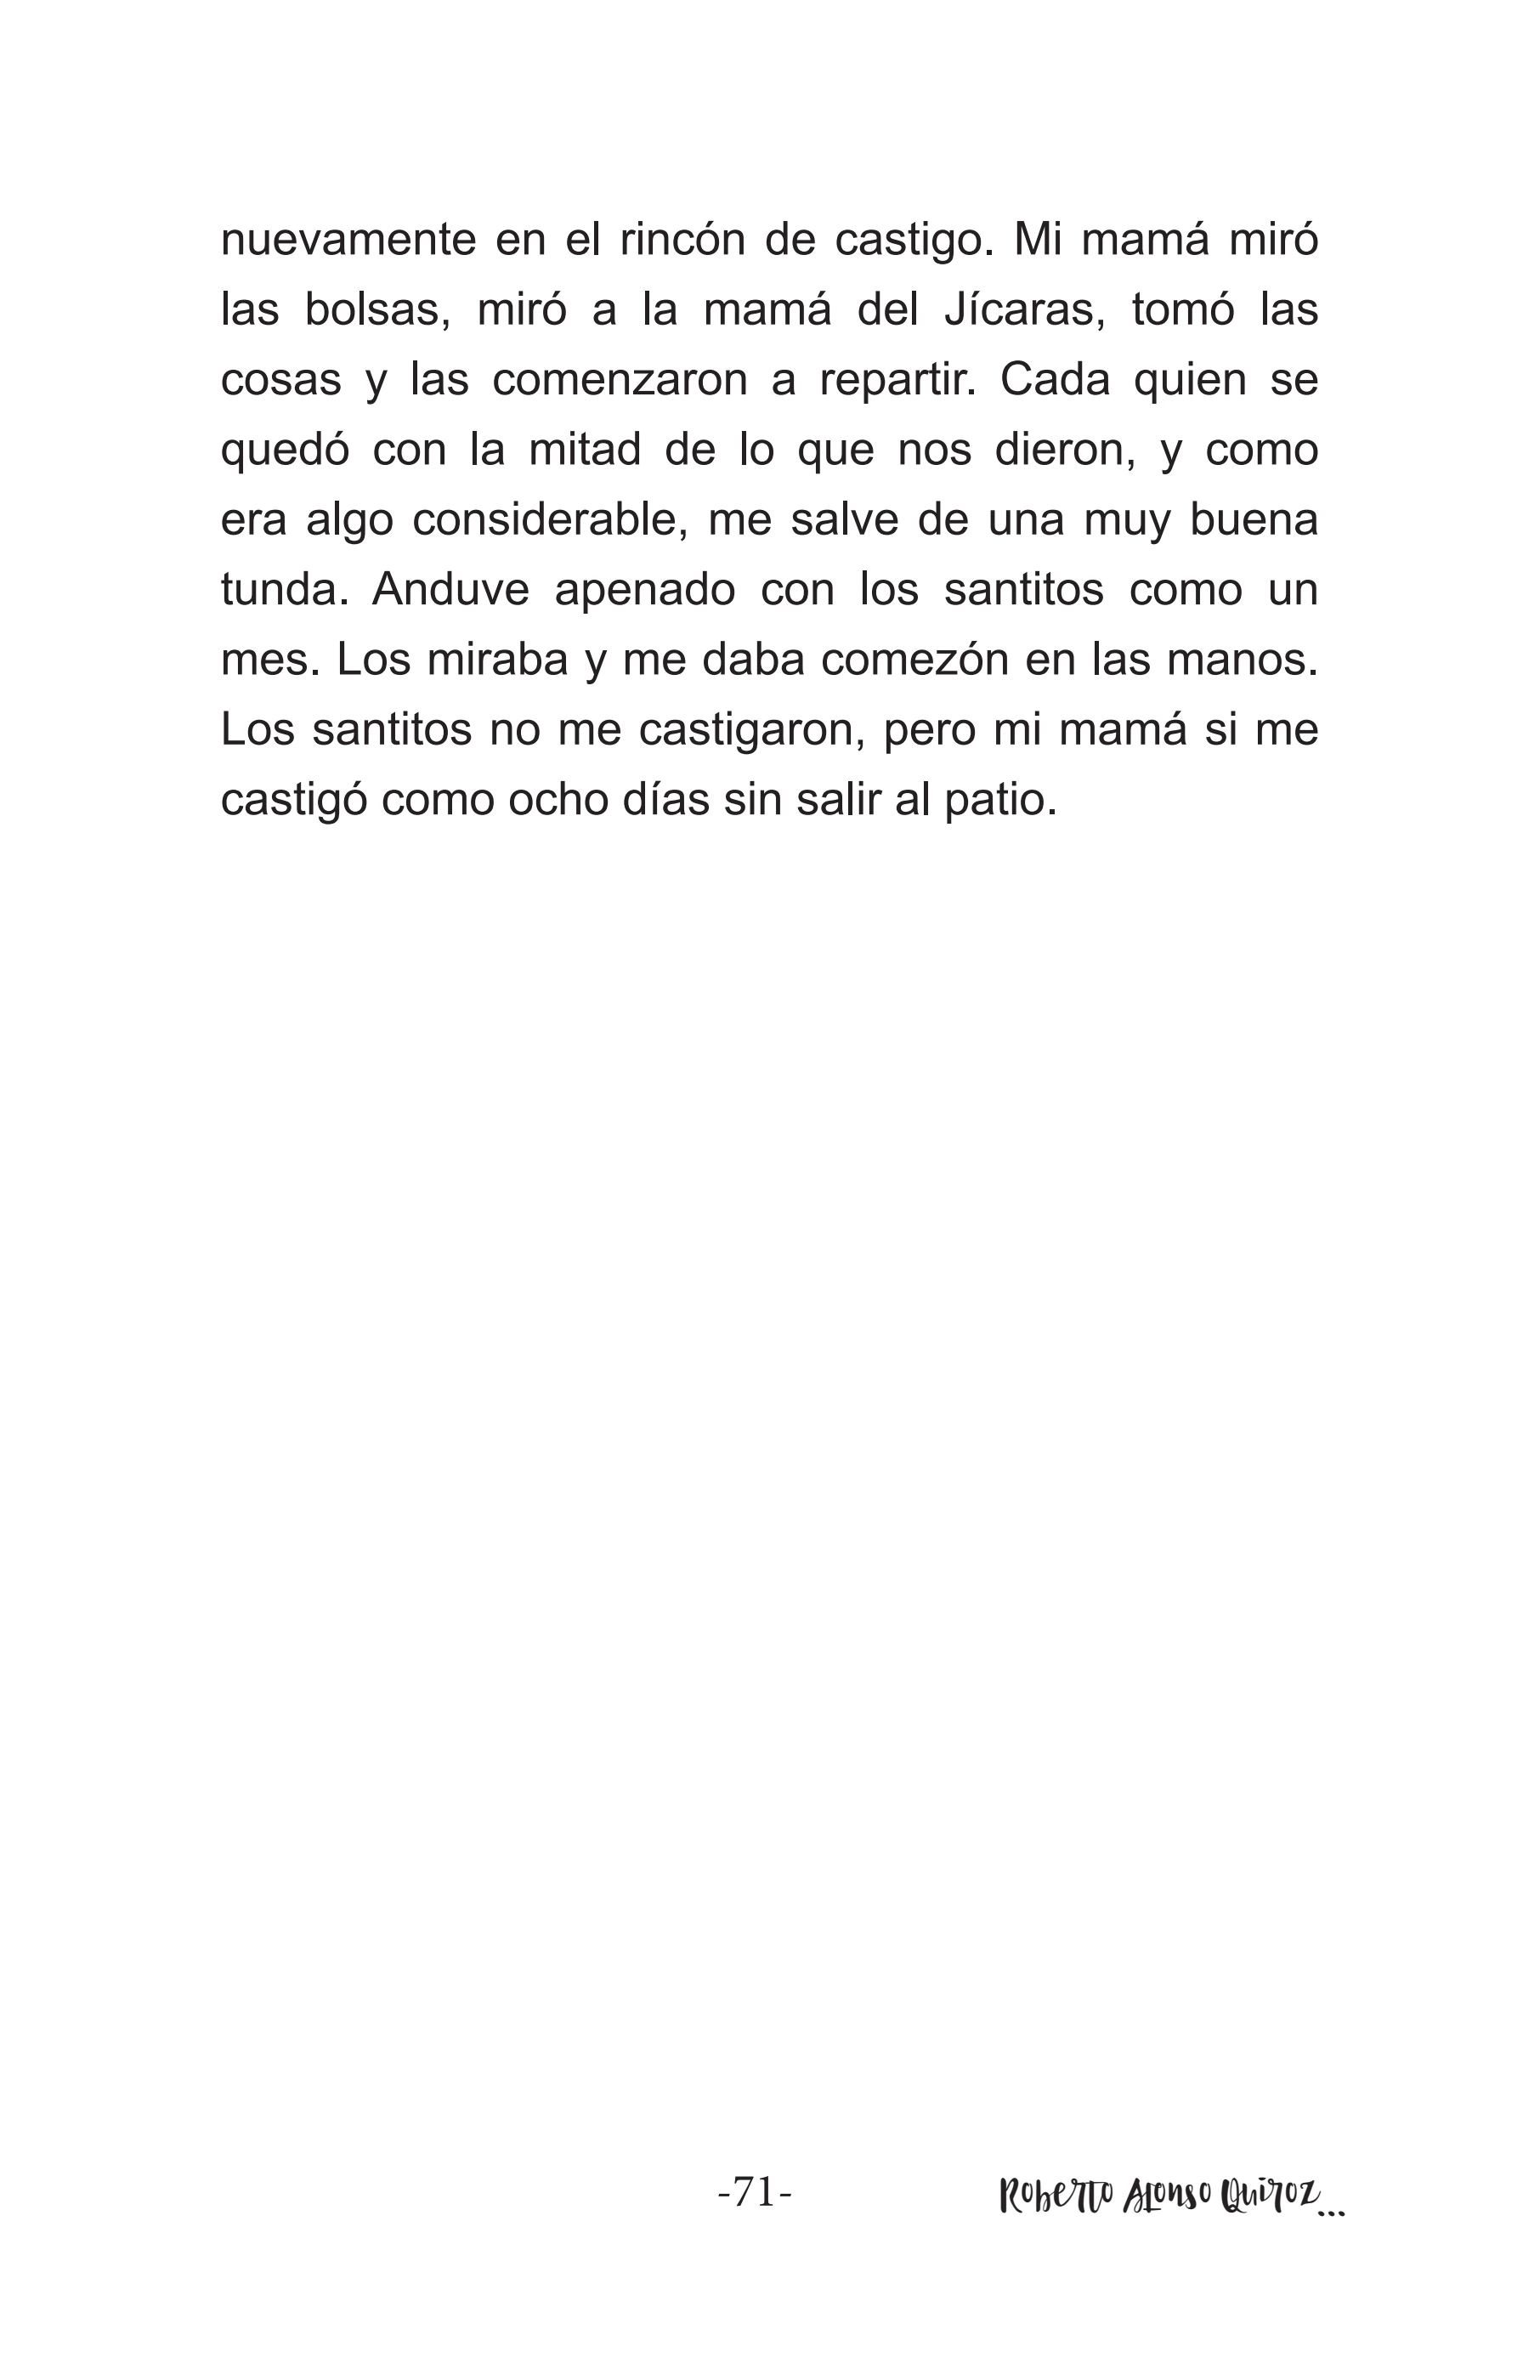 nuevamente en el rincón de castigo. Mi mamá miró
las bolsas, miró a la mamá del Jícaras, tomó las
cosas y las comenzaron a repartir. Cada quien se
quedó con la mitad de lo que nos dieron, y como
era algo considerable, me salve de una muy buena
tunda. Anduve apenado con los santitos como un
mes. Los miraba y me daba comezón en las manos.
Los santitos no me castigaron, pero mi mamá si me
castigó como ocho días sin salir al patio.
-71-
Roberto Alonso Quiroz...